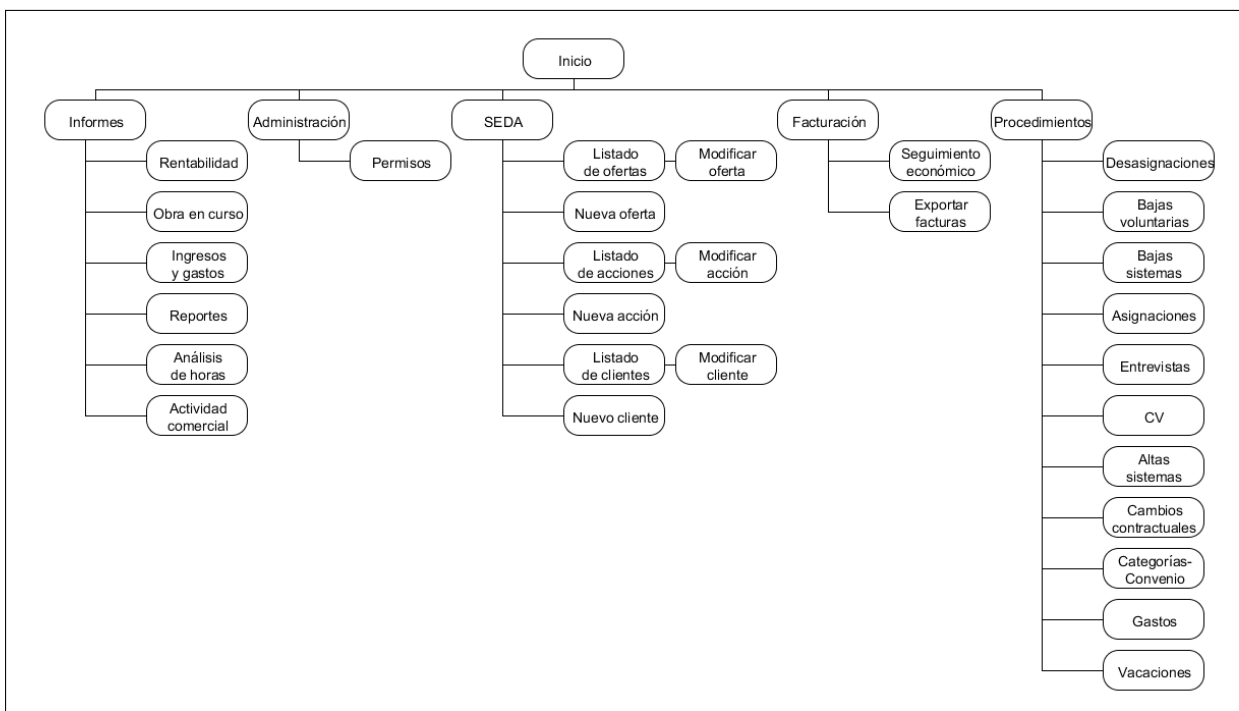 Inicio
Informes
Administración
SEDA
Facturación
Procedimientos
Rentabilidad
Obra en curso
Ingresos
y gastos
Reportes
Análisis
de horas
Actividad
comercial
Permisos
Listado
de ofertas
Modificar
oferta
Nueva oferta
Listado
de acciones
Modificar
acción
Nueva acción
Listado
de clientes
Modificar
cliente
Nuevo cliente
Seguimiento
económico
Exportar
facturas
Desasignaciones
Bajas
voluntarias
Bajas
sistemas
Asignaciones
Entrevistas
CV
Altas
sistemas
Cambios
contractuales
Categorías-
Convenio
Gastos
Vacaciones